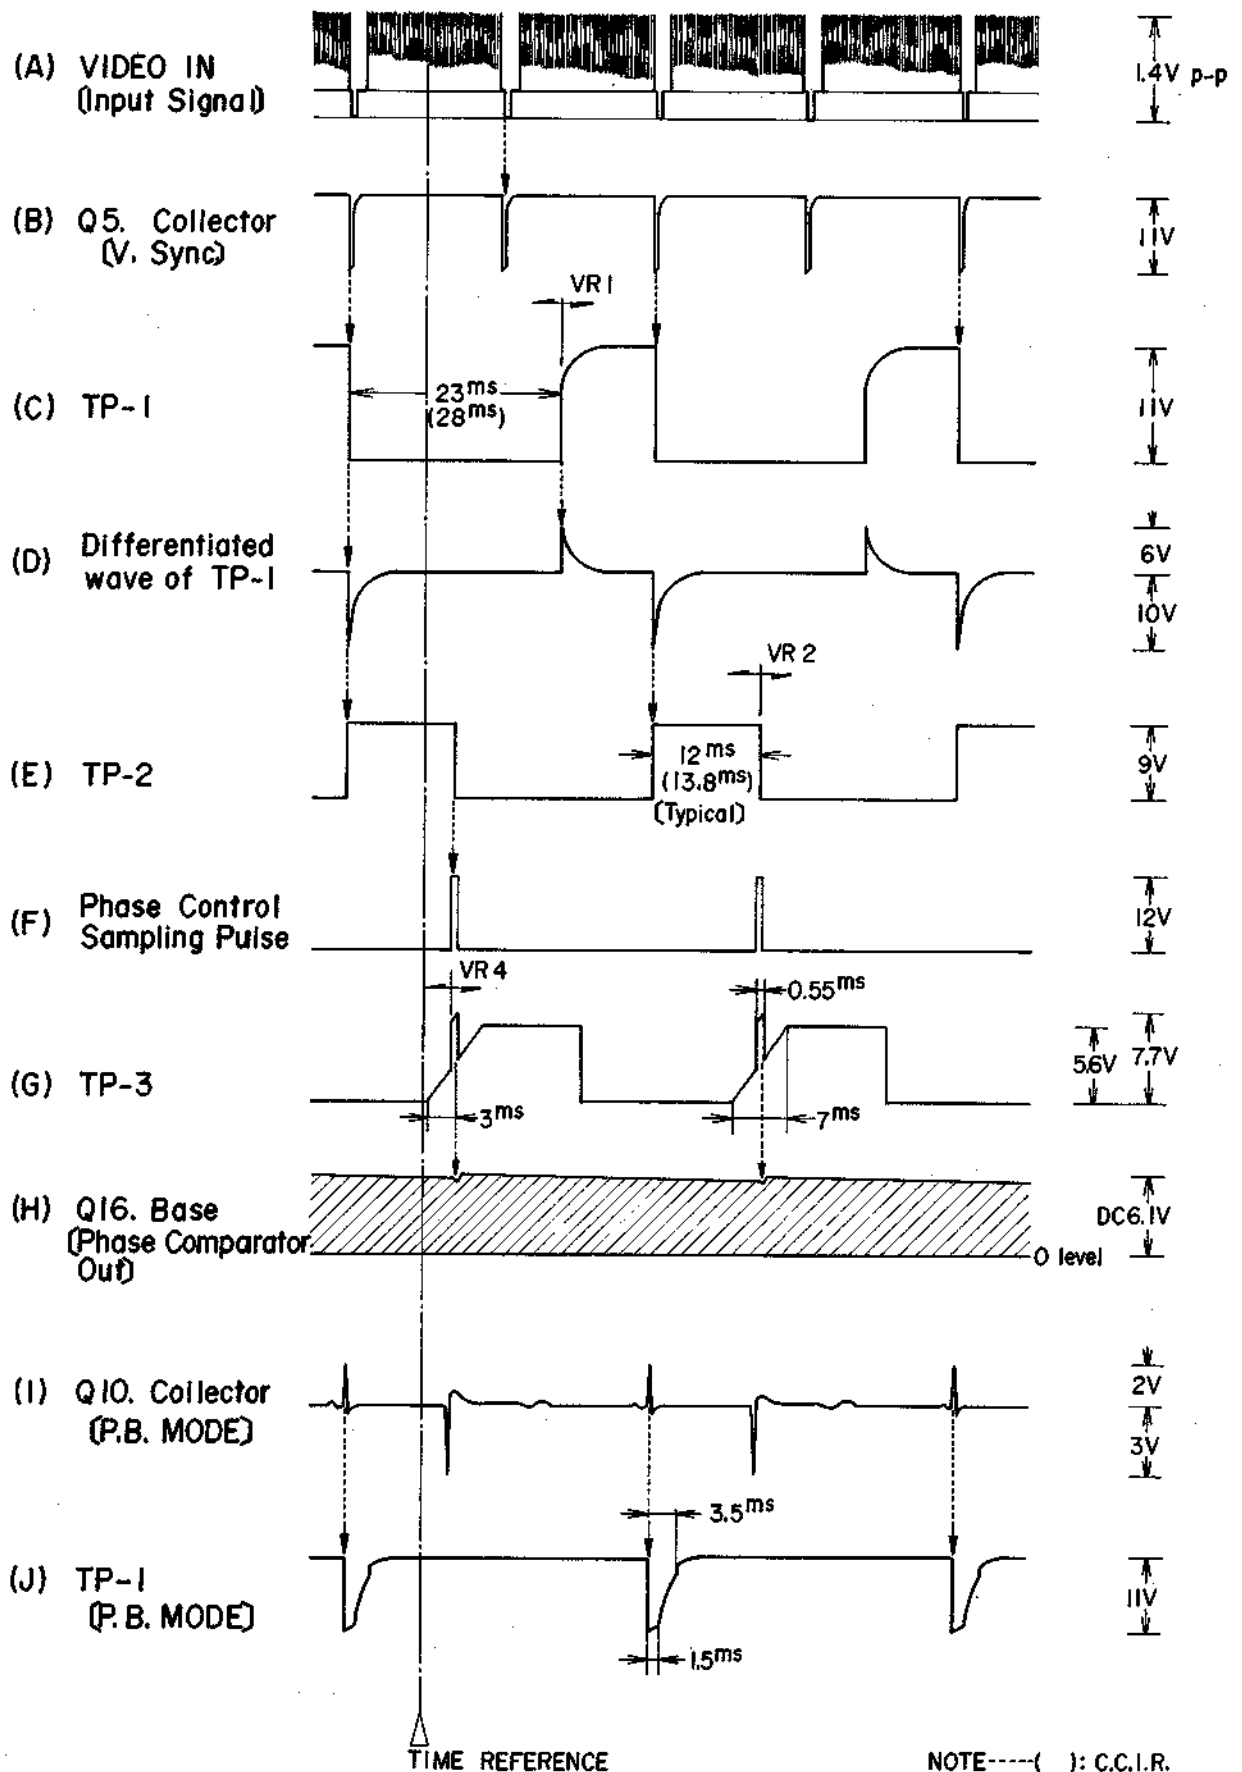 (A) VIDEO IN
(Input Signal)
1.4V p-p
(B) Q5. Collector
(V. Sync)
11V
VR1
(C) TP-1
23ms
(28ms)
11V
(D) Differentiated
wave of TP-1
6V
10V
VR2
(E) TP-2
12ms
(13.8ms)
(Typical)
9V
(F) Phase Control
Sampling Pulse
12V
VR4
0.55ms
(G) TP-3
3ms
7ms
5.6V
7.7V
(H) Q16. Base
(Phase Comparator
Out)
DC6.1V
0 level
(I) Q10. Collector
(P.B. MODE)
2V
3V
3.5ms
(J) TP-1
(P.B. MODE)
11V
1.5ms
TIME REFERENCE
NOTE-----( ): C.C.I.R.